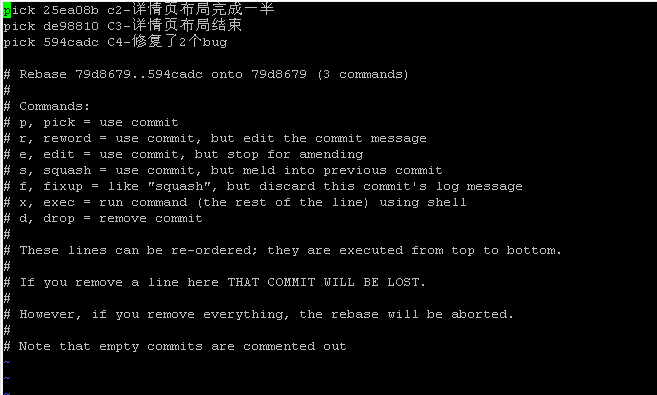 pick 25ea08b c2-详情页布局完成一半
pick de98810 C3-详情页布局结束
pick 594cadc C4-修复了2个bug

# Rebase 79d8679..594cadc onto 79d8679 (3 commands)
#
# Commands:
# p, pick = use commit
# r, reword = use commit, but edit the commit message
# e, edit = use commit, but stop for amending
# s, squash = use commit, but meld into previous commit
# f, fixup = like "squash", but discard this commit's log message
# x, exec = run command (the rest of the line) using shell
# d, drop = remove commit
#
# These lines can be re-ordered; they are executed from top to bottom.
#
# If you remove a line here THAT COMMIT WILL BE LOST.
#
# However, if you remove everything, the rebase will be aborted.
#
# Note that empty commits are commented out
~
~
~